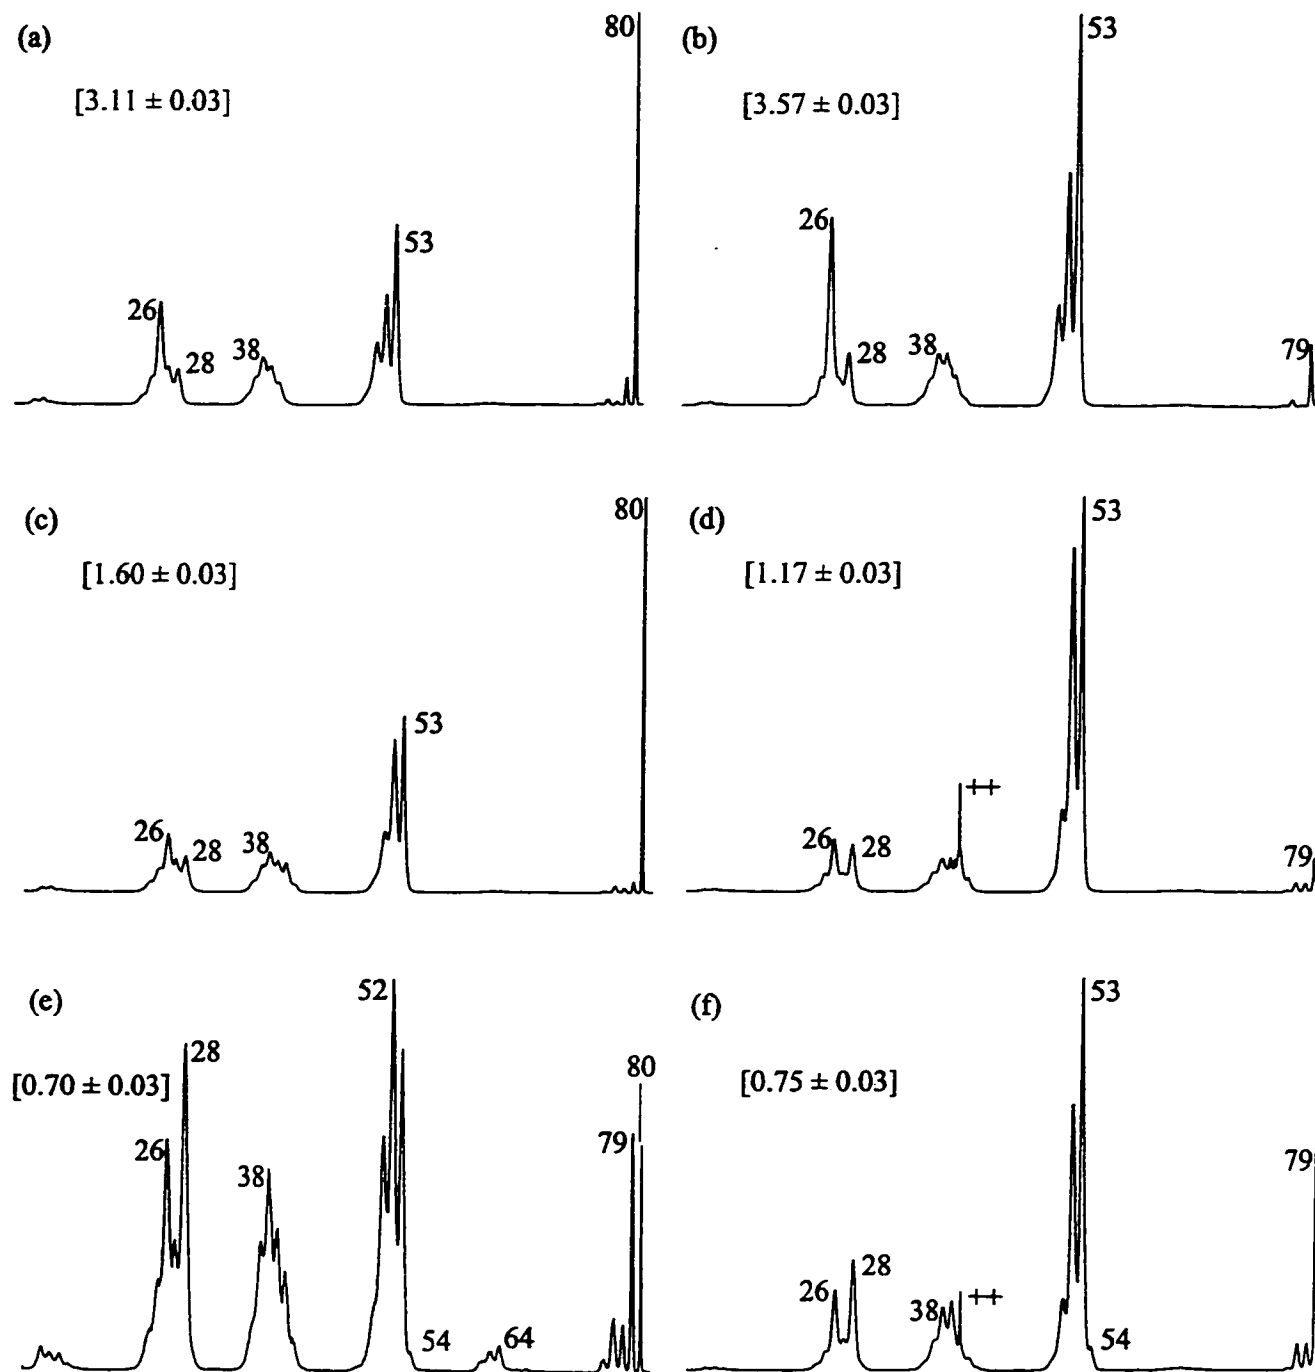 (a)
[3.11 ± 0.03]
26
28
38
53
80
(b)
[3.57 ± 0.03]
26
28
38
53
79
(c)
[1.60 ± 0.03]
26
28
38
53
80
(d)
[1.17 ± 0.03]
26
28
‡
53
79
(e)
[0.70 ± 0.03]
26
28
38
52
54
64
79
80
(f)
[0.75 ± 0.03]
26
28
38
‡
53
54
79